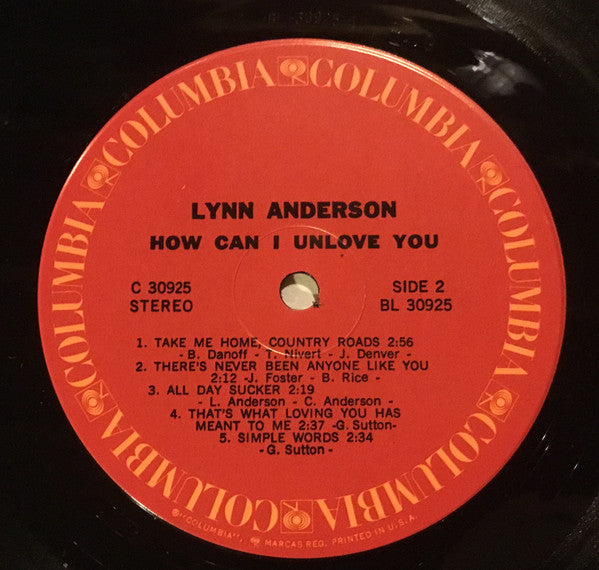 COLUMBIA COLUMBIA COLUMBIA COLUMBIA COLUMBIA COLUMBIA
LYNN ANDERSON
HOW CAN I UNLOVE YOU
C 30925 SIDE 2
STEREO BL 30925
1. TAKE ME HOME, COUNTRY ROADS 2:56
- B. Danoff - T. Nivert - J. Denver -
2. THERE'S NEVER BEEN ANYONE LIKE YOU
2:12 -J. Foster - B. Rice -
3. ALL DAY SUCKER 2:19
- L. Anderson - C. Anderson -
4. THAT'S WHAT LOVING YOU HAS
MEANT TO ME 2:37 -G. Sutton-
5. SIMPLE WORDS 2:34
- G. Sutton -
"COLUMBIA", MARCAS REG. PRINTED IN U.S.A.